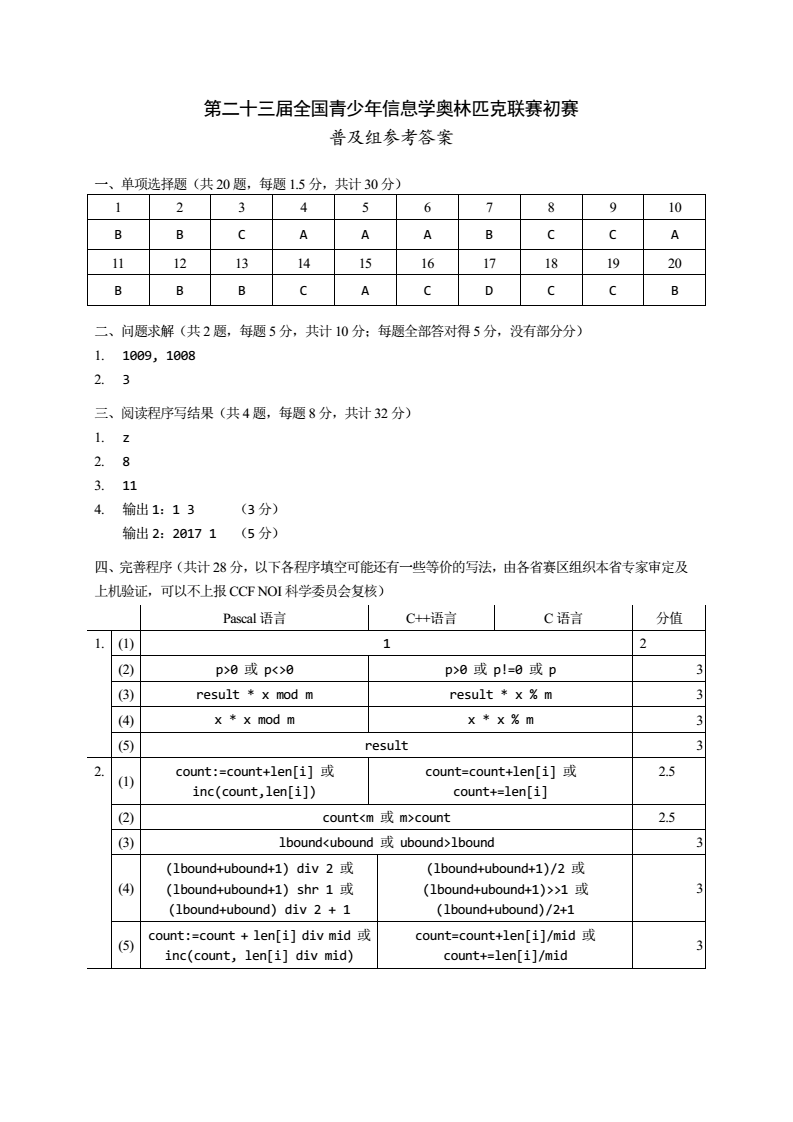 第二十三届全国青少年信息学奥林匹克联赛初赛
普及组参考答案
一、单项选择题（共 20 题，每题 1.5 分，共计 30 分）
1 2 3 4 5 6 7 8 9 10
B B C A A A B C C A
11 12 13 14 15 16 17 18 19 20
B B B C A C D C C B
二、问题求解（共 2 题，每题 5 分，共计 10 分；每题全部答对得 5 分，没有部分分）
1. 1009, 1008
2. 3
三、阅读程序写结果（共 4 题，每题 8 分，共计 32 分）
1. z
2. 8
3. 11
4. 输出 1：1 3 （3 分）
输出 2：2017 1 （5 分）
四、完善程序（共计 28 分，以下各程序填空可能还有一些等价的写法，由各省赛区组织本省专家审定及
上机验证，可以不上报 CCF NOI 科学委员会复核）
Pascal 语言 C++语言 C 语言 分值
1. (1) 1 2
(2) p>0 或 p<>0 p>0 或 p!=0 或 p 3
(3) result * x mod m result * x % m 3
(4) x * x mod m x * x % m 3
(5) result 3
2. (1) count:=count+len[i] 或 count=count+len[i] 或 2.5
inc(count,len[i]) count+=len[i]
(2) count<m 或 m>count 2.5
(3) lbound<ubound 或 ubound>lbound 3
(lbound+ubound+1) div 2 或 (lbound+ubound+1)/2 或
(4) (lbound+ubound+1) shr 1 或 (lbound+ubound+1)>>1 或 3
(lbound+ubound) div 2 + 1 (lbound+ubound)/2+1
(5) count:=count + len[i] div mid 或 count=count+len[i]/mid 或 3
inc(count, len[i] div mid) count+=len[i]/mid